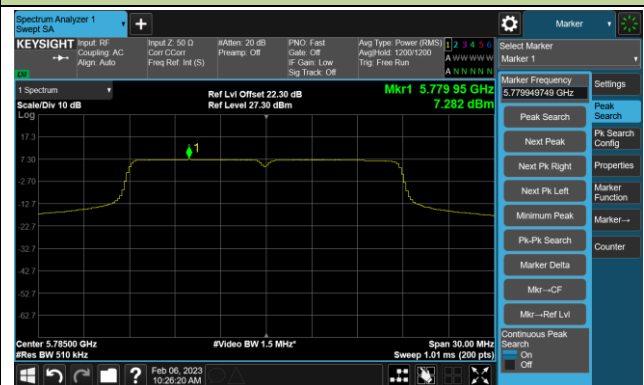 Spectrum Analyzer 1
Swept SA
Marker
KEYSIGHT
Input: RF
Coupling: AC
Align: Auto
Input Z: 50 Ω
Corr CCorr
Freq Ref: Int (S)
#Atten: 20 dB
Preamp: Off
PNO: Fast
Gate: Off
IF Gain: Low
Sig Track: Off
Avg Type: Power (RMS)
Avg|Hold: 1200/1200
Trig: Free Run
1 2 3 4 5 6
A W W W W W
A N N N N N
LXI
Select Marker
Marker 1
1 Spectrum
Scale/Div 10 dB
Log
Ref Lvl Offset 22.30 dB
Ref Level 27.30 dBm
Mkr1 5.779 95 GHz
7.282 dBm
17.3
7.30
-2.70
-12.7
-22.7
-32.7
-42.7
-52.7
-62.7
1
Center 5.78500 GHz
#Res BW 510 kHz
#Video BW 1.5 MHz*
Span 30.00 MHz
Sweep 1.01 ms (200 pts)
Marker Frequency
5.779949749 GHz
Peak Search
Next Peak
Next Pk Right
Next Pk Left
Minimum Peak
Pk-Pk Search
Marker Delta
Mkr→CF
Mkr→Ref Lvl
Continuous Peak
Search
On
Off
Settings
Peak
Search
Pk Search
Config
Properties
Marker
Function
Marker→
Counter
?
Feb 06, 2023
10:26:20 AM